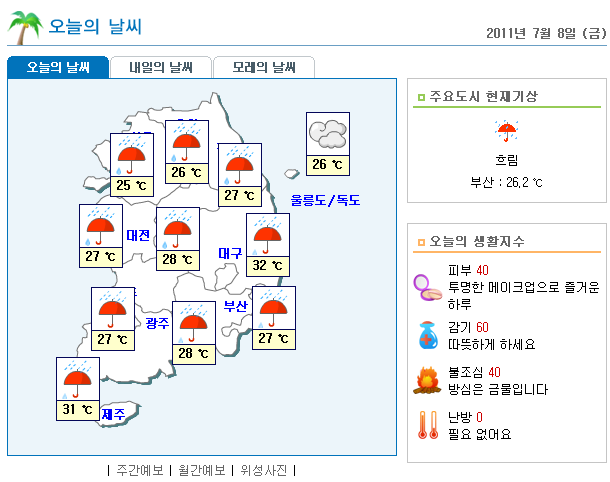 오늘의 날씨
2011년 7월 8일 (금)
오늘의 날씨
내일의 날씨
모레의 날씨
25 ℃
26 ℃
27 ℃
26 ℃
울릉도/독도
27 ℃
대전
28 ℃
대구
32 ℃
27 ℃
광주
28 ℃
부산
27 ℃
31 ℃
제주
주요도시 현재기상
흐림
부산 : 26.2 ℃
오늘의 생활지수
피부 40
투명한 메이크업으로 즐거운
하루
감기 60
따뜻하게 하세요
불조심 40
방심은 금물입니다
난방 0
필요 없어요
| 주간예보 | 월간예보 | 위성사진 |